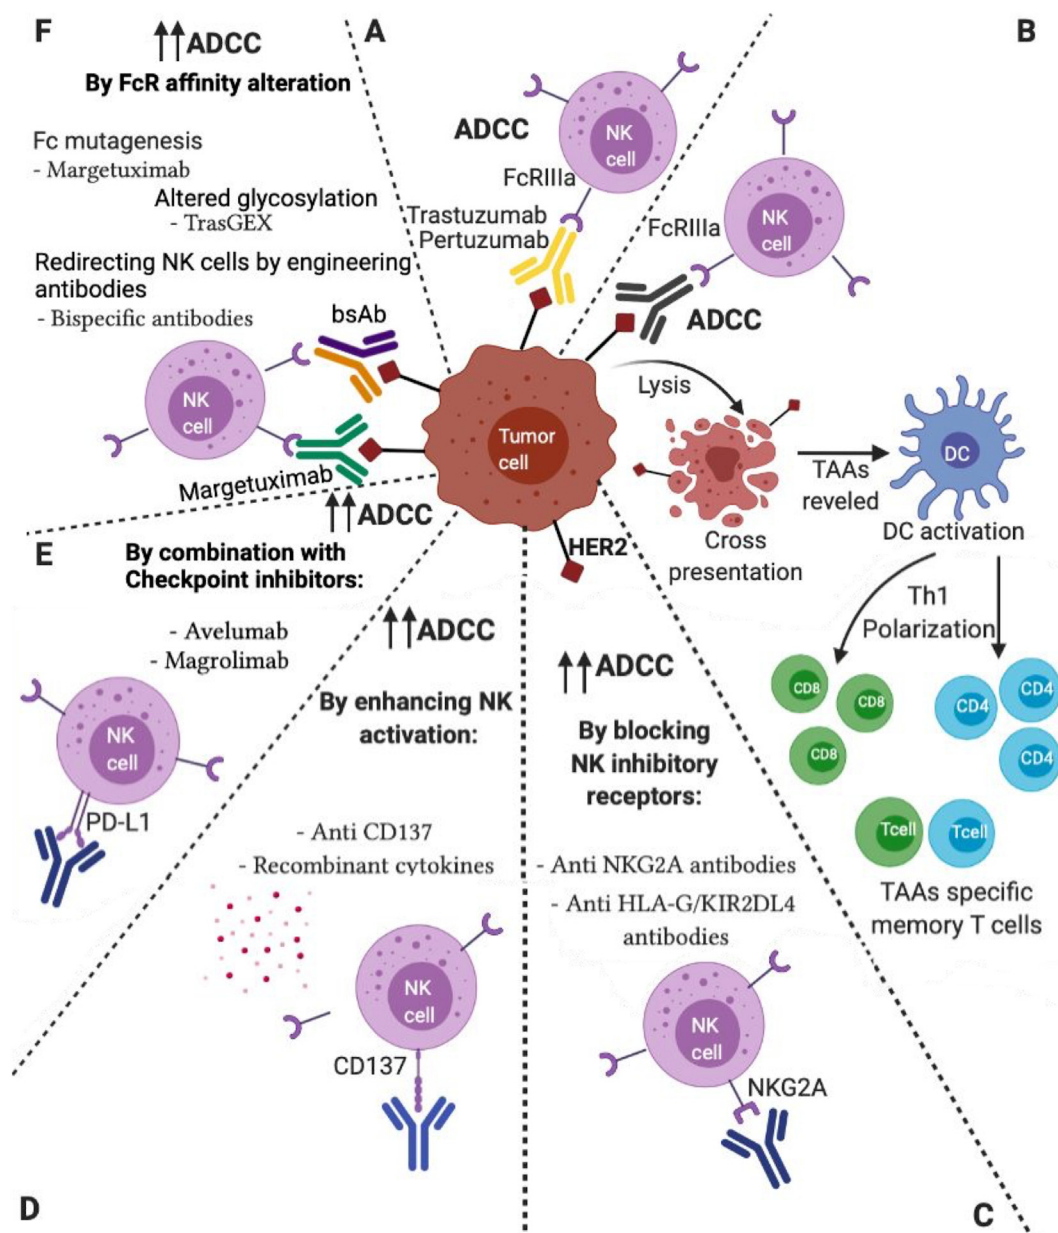 F
ADCC
By FcR affinity alteration
Fc mutagenesis
- Margetuximab
Altered glycosylation
- TrasGEX
Redirecting NK cells by engineering
antibodies
- Bispecific antibodies
bsAb
NK
cell
Margetuximab
A
ADCC
NK
cell
FcRIIIa
Trastuzumab
Pertuzumab
Tumor
cell
HER2
B
NK
cell
FcRIIIa
ADCC
Lysis
Cross
presentation
TAAs
reveled
DC
DC activation
Th1
Polarization
CD8
CD8
CD8
CD4
CD4
CD4
Tcell
Tcell
TAAs specific
memory T cells
E
ADCC
By combination with
Checkpoint inhibitors:
- Avelumab
- Magrolimab
NK
cell
PD-L1
ADCC
By enhancing NK
activation:
- Anti CD137
- Recombinant cytokines
NK
cell
CD137
D
ADCC
By blocking
NK inhibitory
receptors:
- Anti NKG2A antibodies
- Anti HLA-G/KIR2DL4
antibodies
NK
cell
NKG2A
C